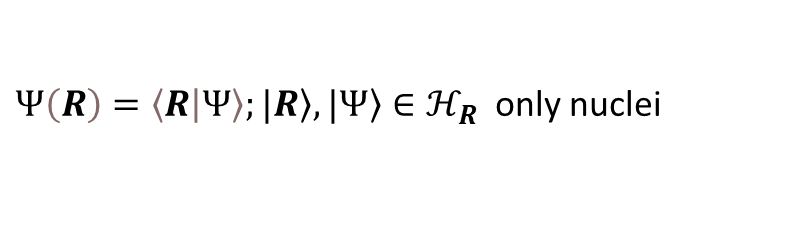 Ψ(𝑹) = ⟨𝑹|Ψ⟩; |𝑹⟩, |Ψ⟩ ∈ ℋ_𝑹 only nuclei